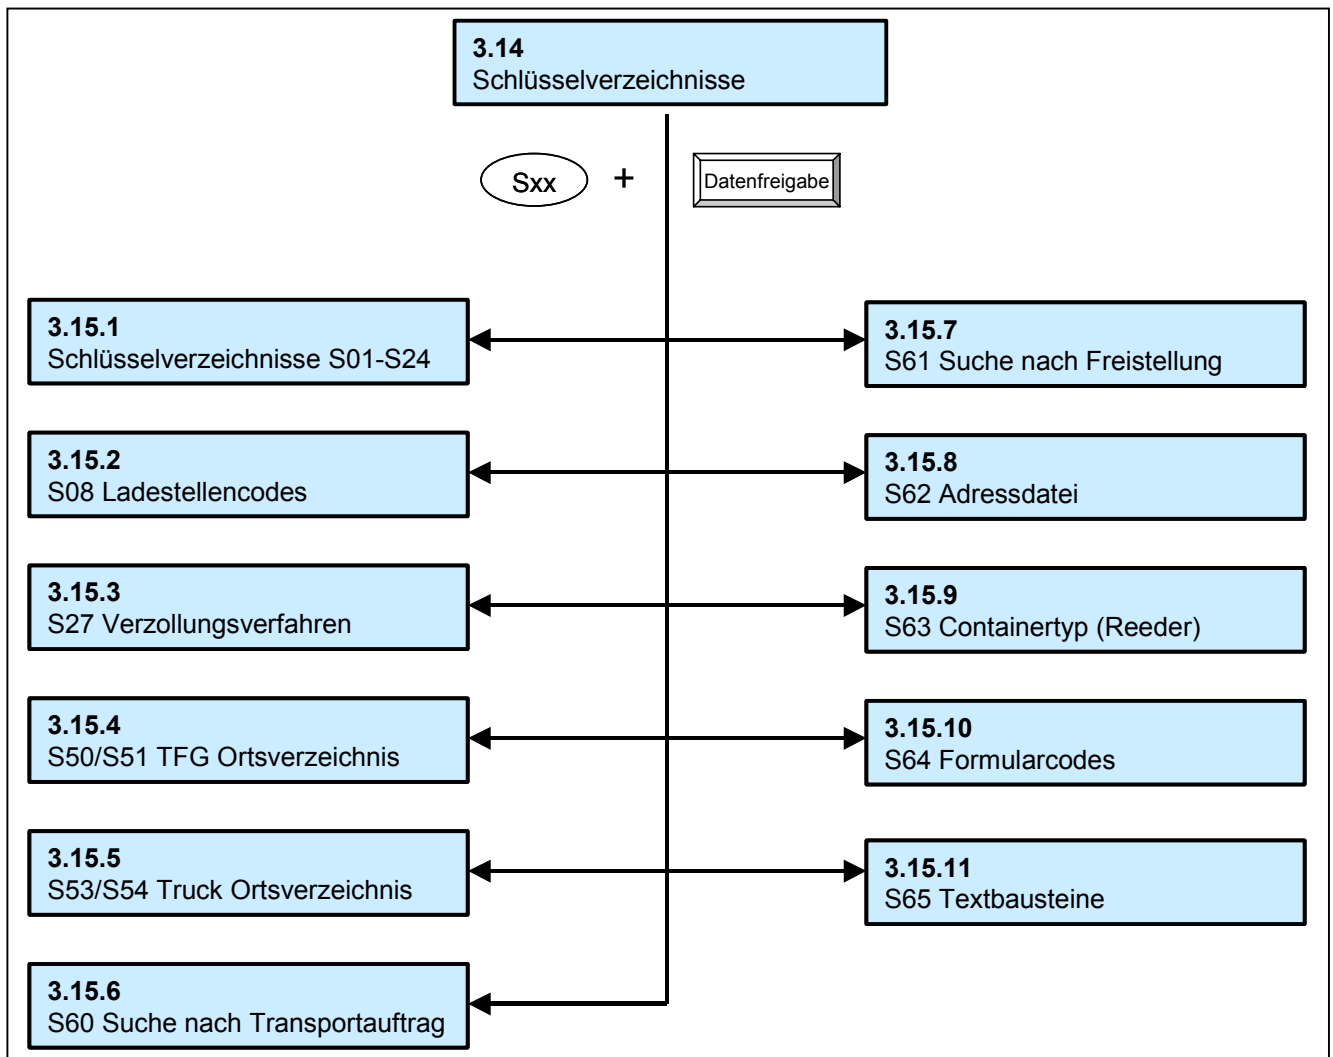 3.14
Schlüsselverzeichnisse
Sxx + Datenfreigabe
3.15.1
Schlüsselverzeichnisse S01-S24
3.15.2
S08 Ladestellencodes
3.15.3
S27 Verzollungsverfahren
3.15.4
S50/S51 TFG Ortsverzeichnis
3.15.5
S53/S54 Truck Ortsverzeichnis
3.15.6
S60 Suche nach Transportauftrag
3.15.7
S61 Suche nach Freistellung
3.15.8
S62 Adressdatei
3.15.9
S63 Containertyp (Reeder)
3.15.10
S64 Formularcodes
3.15.11
S65 Textbausteine